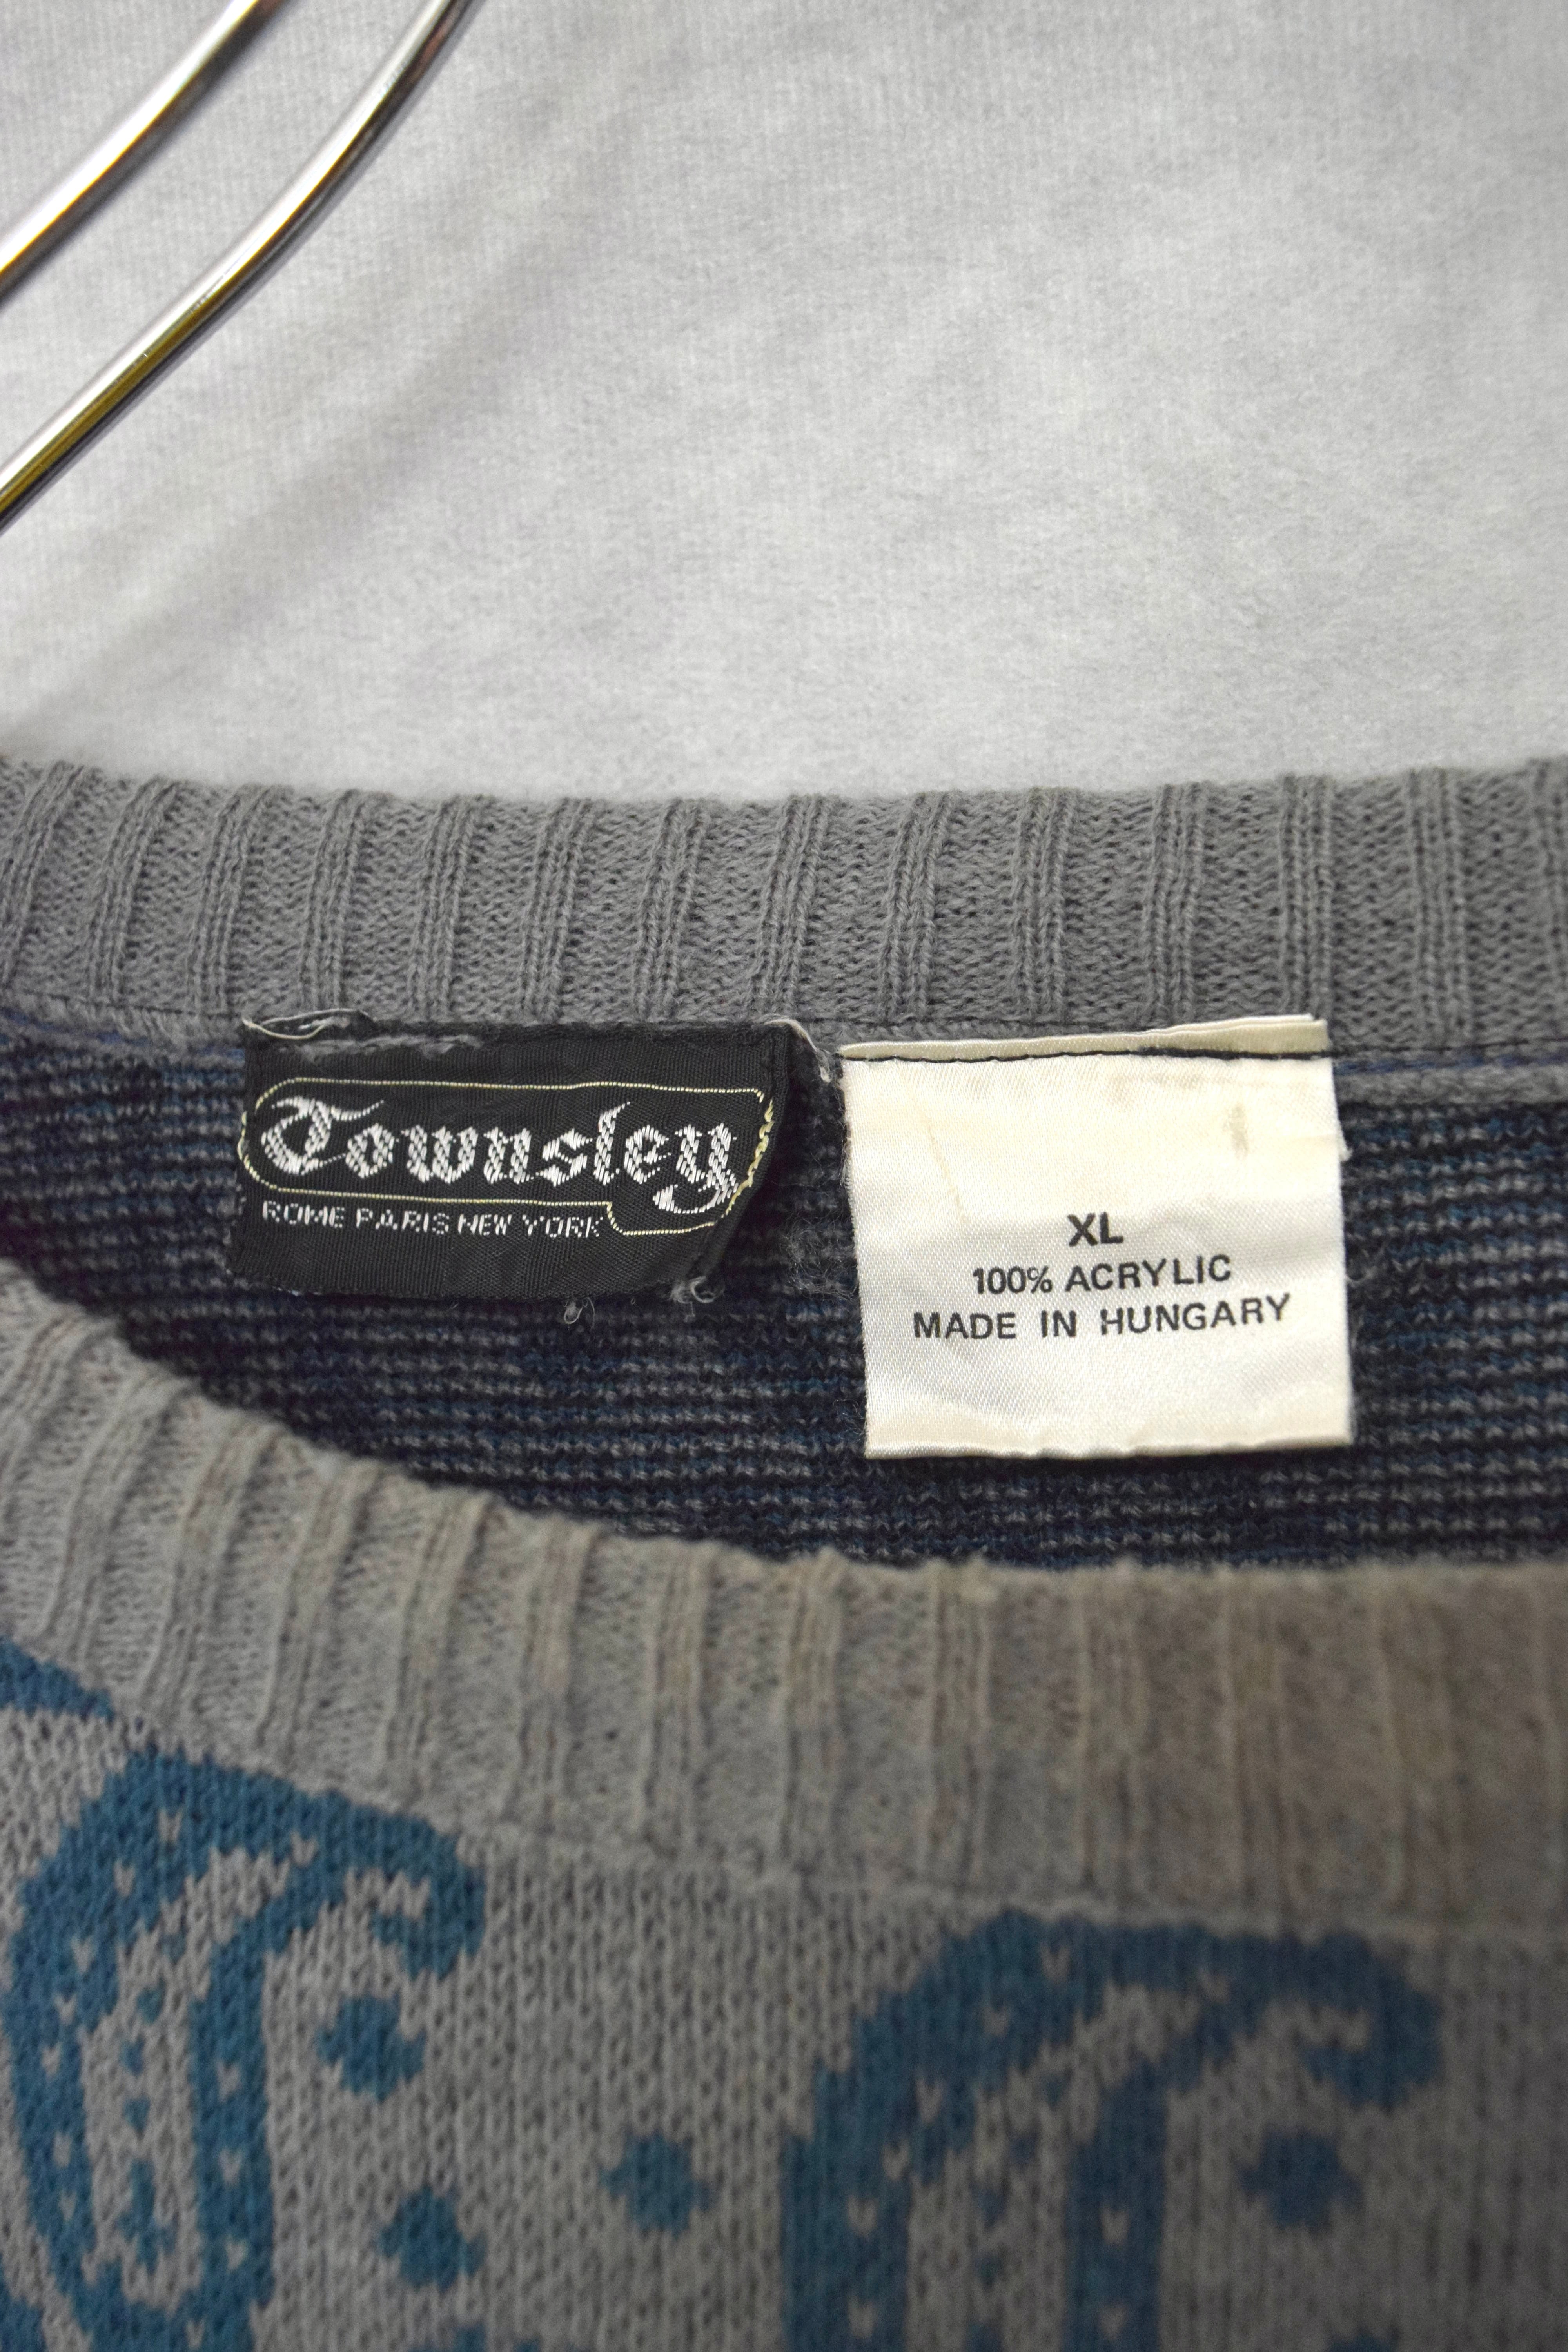 Townsley
ROME PARIS NEW YORK
XL
100% ACRYLIC
MADE IN HUNGARY